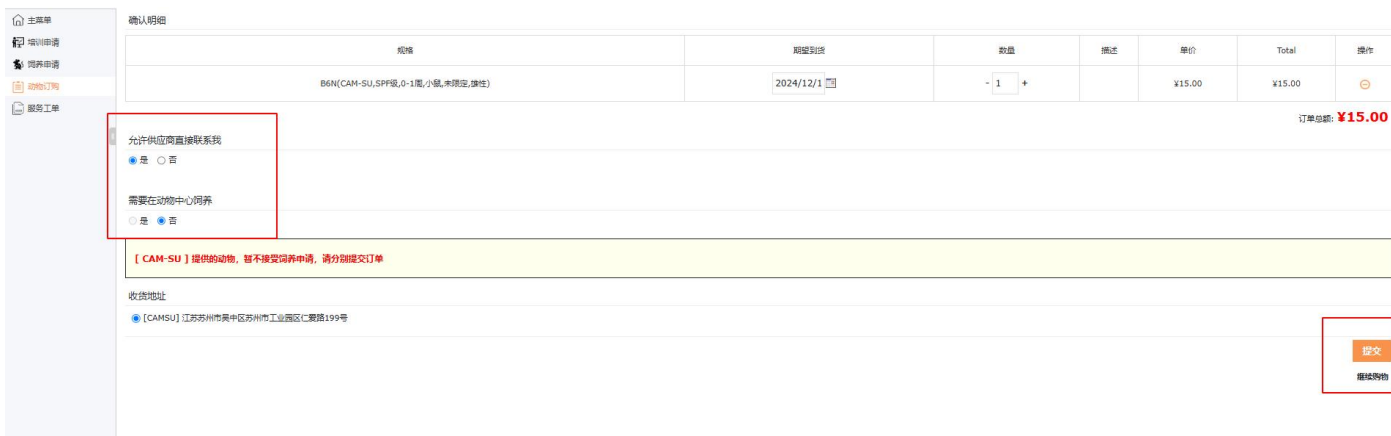 主菜单
培训申请
饲养申请
动物订购
服务工单
确认明细
规格 期望到货 数量 描述 单价 Total 操作
B6N(CAM-SU,SPF级,0-1周,小鼠,未限定,雄性) 2024/12/1 - 1 + ¥15.00 ¥15.00
订单总额: ¥15.00
允许供应商直接联系我
是 否
需要在动物中心饲养
是 否
[ CAM-SU ] 提供的动物，暂不接受饲养申请，请分别提交订单
收货地址
[CAMSU] 江苏苏州市吴中区苏州市工业园区仁爱路199号
提交
继续购物